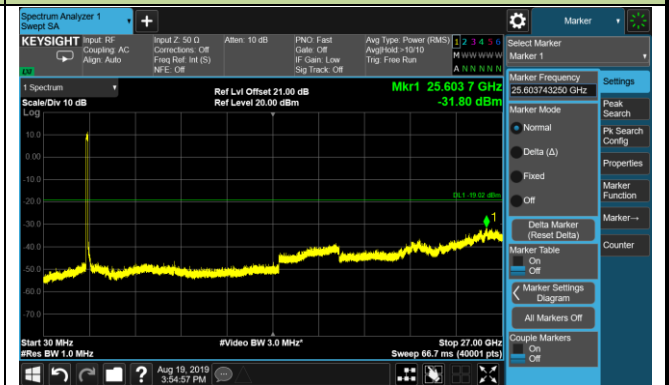 Spectrum Analyzer 1
Swept SA
+
Marker
KEYSIGHT
Input: RF
Coupling: AC
Align: Auto
Input Z: 50 Ω
Corrections: Off
Freq Ref: Int (S)
NFE: Off
Atten: 10 dB
PNO: Fast
Gate: Off
IF Gain: Low
Sig Track: Off
Avg Type: Power (RMS)
Avg|Hold:>10/10
Trig: Free Run
1 2 3 4 5 6
M W W W W W
A N N N N N
Select Marker
Marker 1
Marker Frequency
25.603743250 GHz
Settings
1 Spectrum
Scale/Div 10 dB
Log
Ref Lvl Offset 21.00 dB
Ref Level 20.00 dBm
Mkr1 25.603 7 GHz
-31.80 dBm
Marker Mode
Normal
Delta (Δ)
Fixed
Off
Peak
Search
Pk Search
Config
Properties
Marker
Function
Marker→
Counter
10.0
0.00
-10.0
-20.0
-30.0
-40.0
-50.0
-60.0
-70.0
DL1 -19.02 dBm
1
Delta Marker
(Reset Delta)
Marker Table
On
Off
Marker Settings
Diagram
All Markers Off
Couple Markers
On
Off
Start 30 MHz
#Res BW 1.0 MHz
#Video BW 3.0 MHz*
Stop 27.00 GHz
Sweep 66.7 ms (40001 pts)
?
Aug 19, 2019
3:54:57 PM